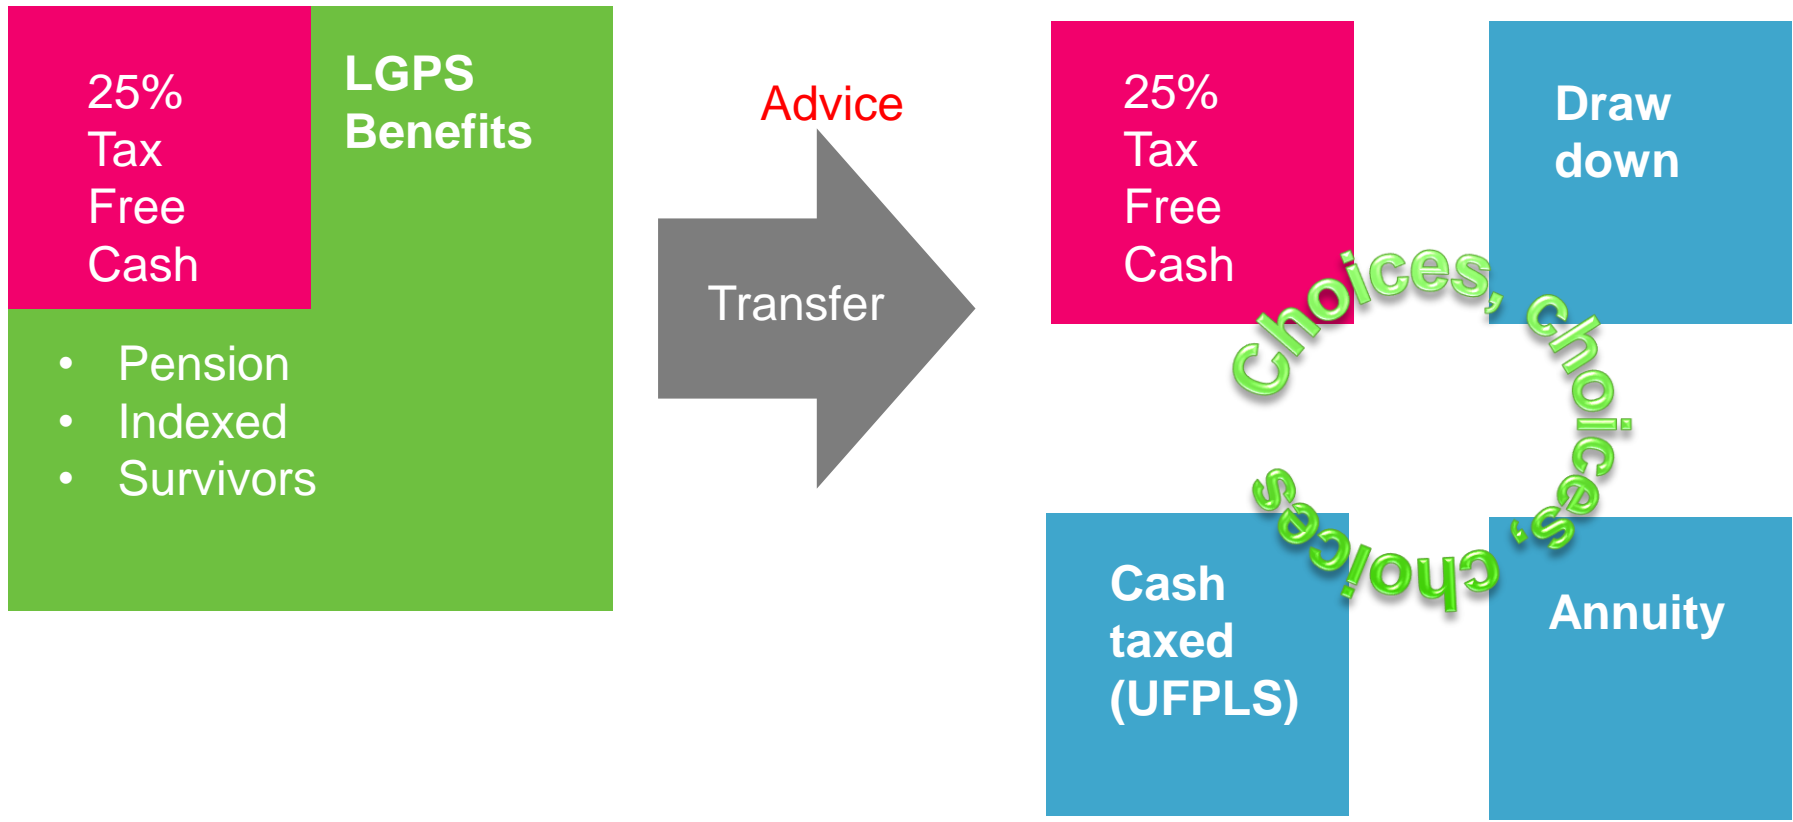 25%
Tax
Free
Cash
LGPS
Benefits
• Pension
• Indexed
• Survivors
Advice
Transfer
25%
Tax
Free
Cash
Draw
down
Choices, choices, choices
Cash
taxed
(UFPLS)
Annuity